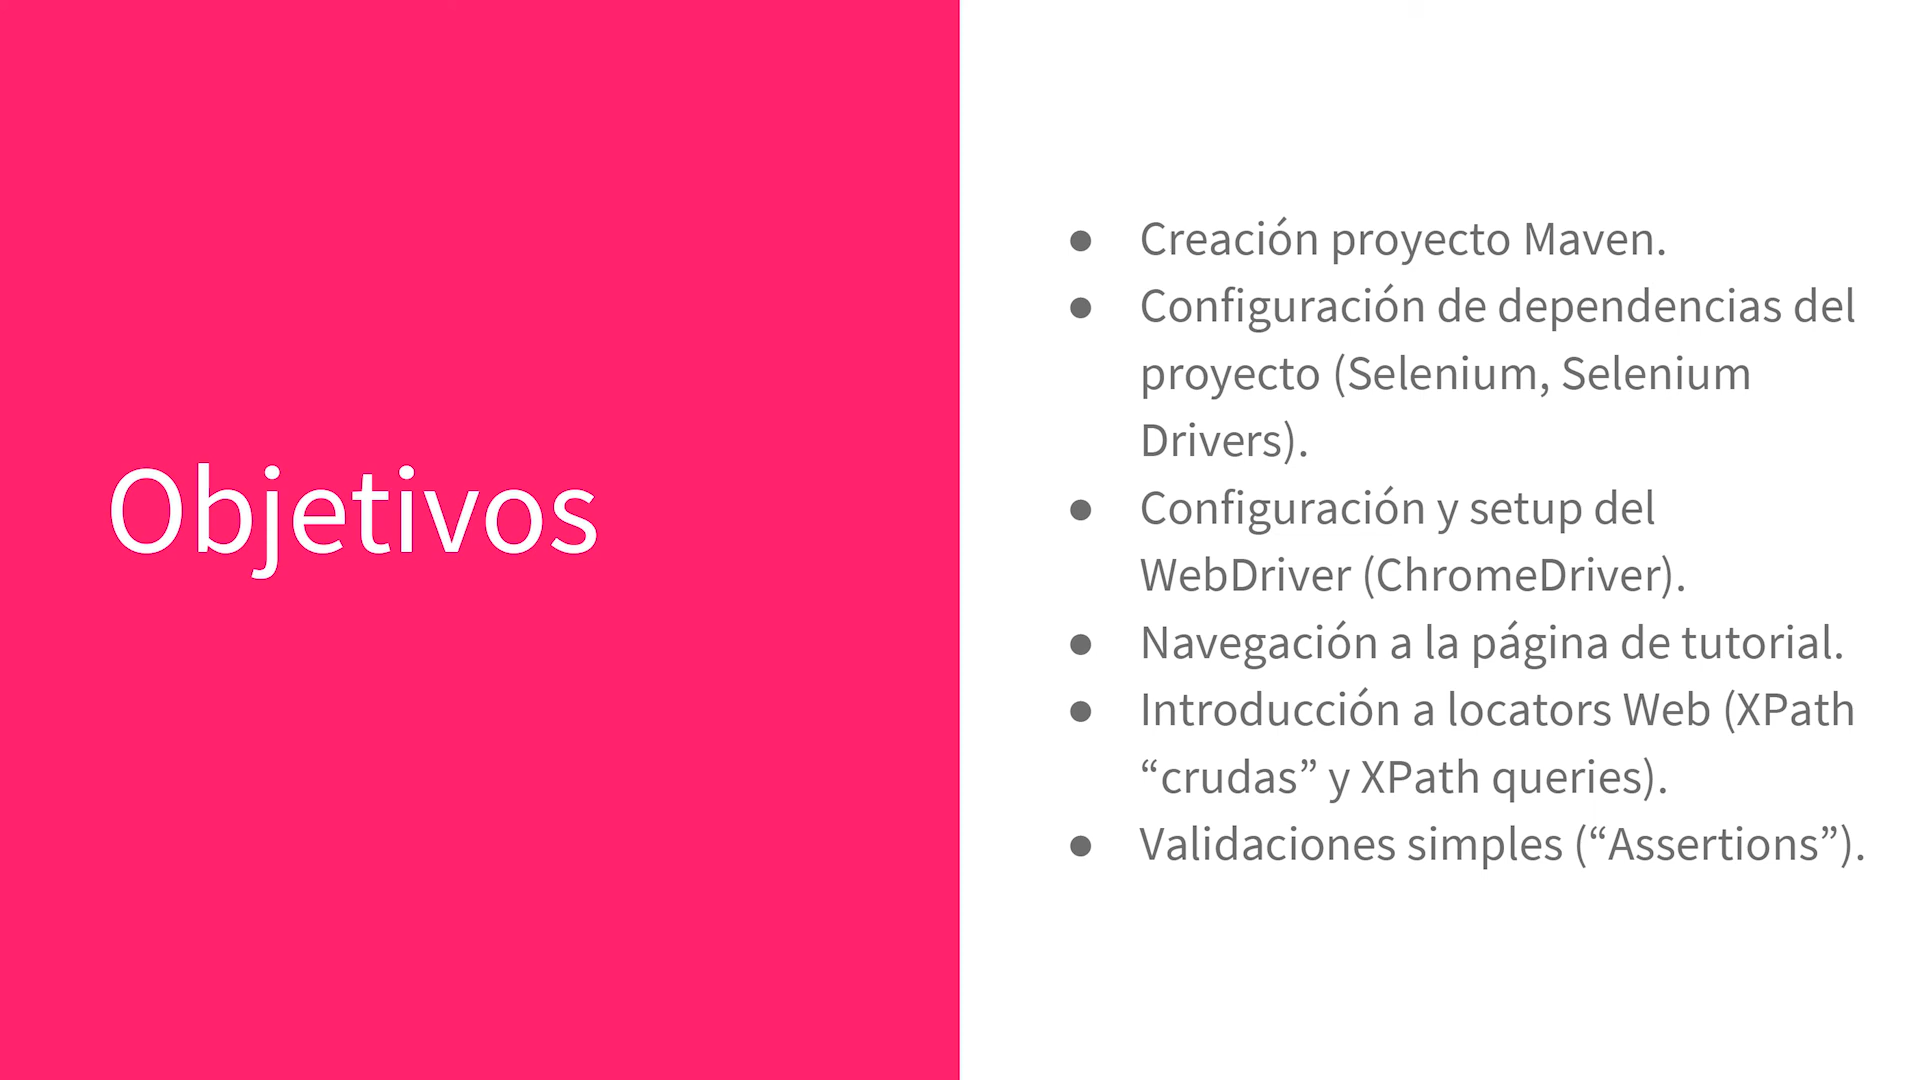 Objetivos
● Creación proyecto Maven.
● Configuración de dependencias del
proyecto (Selenium, Selenium
Drivers).
● Configuración y setup del
WebDriver (ChromeDriver).
● Navegación a la página de tutorial.
● Introducción a locators Web (XPath
“crudas” y XPath queries).
● Validaciones simples (“Assertions”).